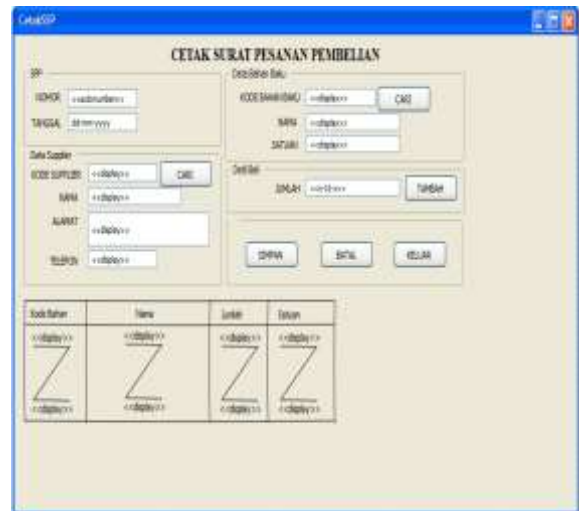 CetakSSP
CETAK SURAT PESANAN PEMBELIAN
SPP
NOMOR <<autonumber>>
TANGGAL dd-mm-yyyy
Data Supplier
KODE SUPPLIER <<display>> CARI
NAMA <<display>>
ALAMAT <<display>>
TELEPON <<display>>
Data Bahan Baku
KODE BAHAN BAKU <<display>> CARI
NAMA <<display>>
SATUAN <<display>>
Detil Beli
JUMLAH TAMBAH
SIMPAN BATAL KELUAR
Kode Bahan Nama Jumlah Satuan
<<display>> <<display>> <<display>> <<display>>
<<display>> <<display>> <<display>> <<display>>